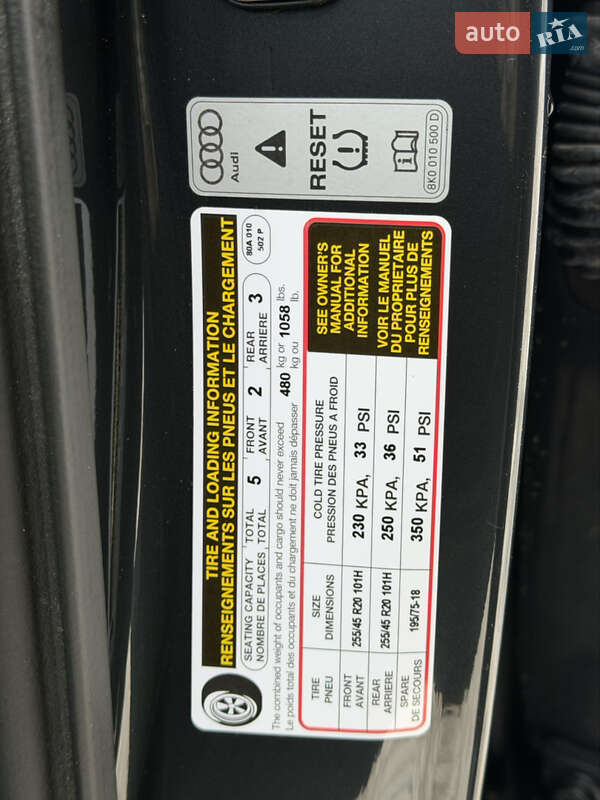 auto RIA.com
Audi
RESET
8K0 010 500 D
TIRE AND LOADING INFORMATION
RENSEIGNEMENTS SUR LES PNEUS ET LE CHARGEMENT
80A 010
502 P
SEATING CAPACITY TOTAL 5 FRONT 2 REAR 3
NOMBRE DE PLACES, TOTAL AVANT ARRIERE
The combined weight of occupants and cargo should never exceed 480 kg or 1058 lbs.
Le poids total des occupants et du chargement ne doit jamais dépasser kg ou lb.
TIRE SIZE COLD TIRE PRESSURE
PNEU DIMENSIONS PRESSION DES PNEUS A FROID
FRONT
AVANT
255/45 R20 101H 230 KPA, 33 PSI
REAR
ARRIERE
255/45 R20 101H 250 KPA, 36 PSI
SPARE
DE SECOURS
195/75-18 350 KPA, 51 PSI
SEE OWNER'S
MANUAL FOR
ADDITIONAL
INFORMATION
VOIR LE MANUEL
DU PROPRIETAIRE
POUR PLUS DE
RENSEIGNEMENTS